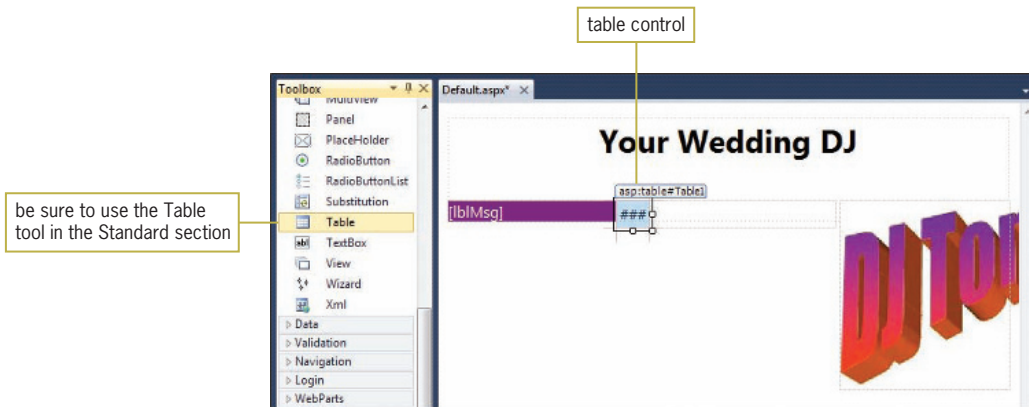 table control
Toolbox
Default.aspx*
MultiView
Panel
PlaceHolder
RadioButton
RadioButtonList
Substitution
Table
TextBox
View
Wizard
Xml
Data
Validation
Navigation
Login
WebParts
be sure to use the Table
tool in the Standard section
Your Wedding DJ
asp:table#Table1
[lblMsg]
###
abl
DJ Tom